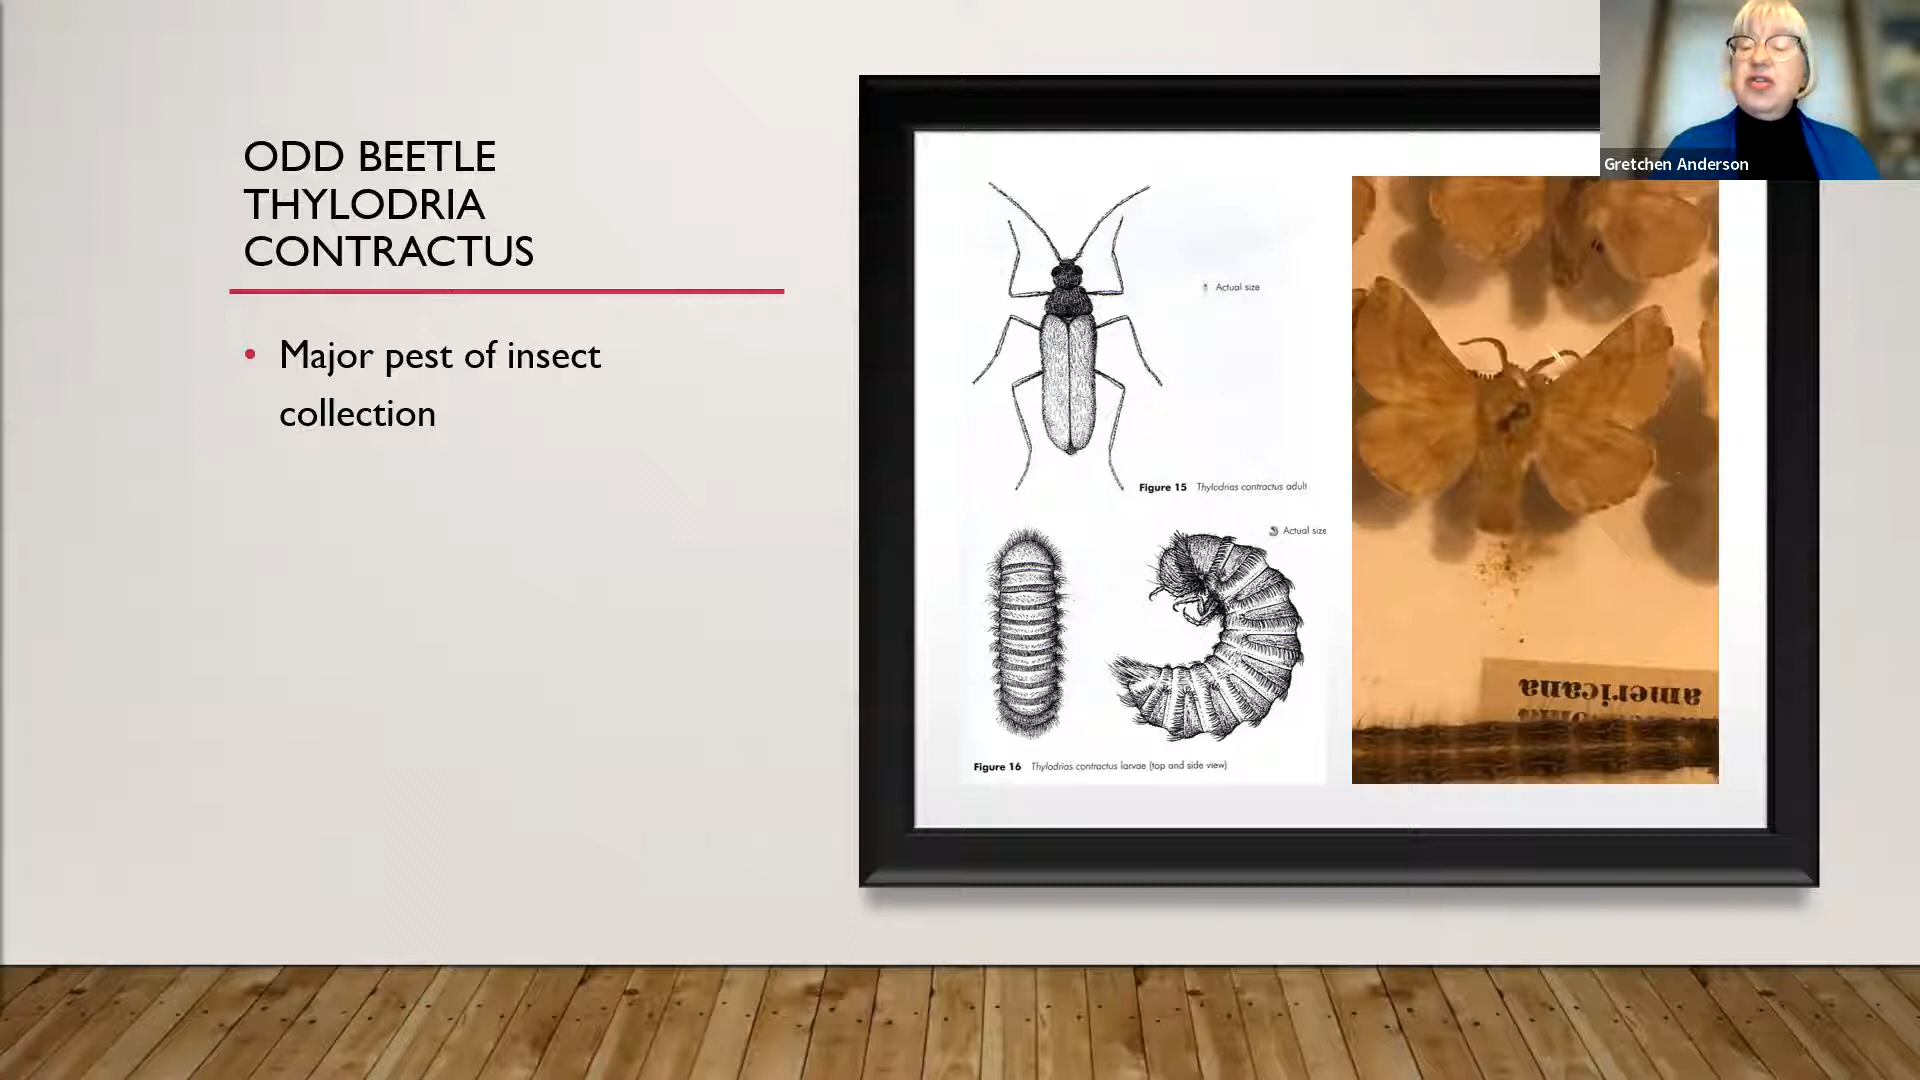 ODD BEETLE
THYLODRIA
CONTRACTUS
• Major pest of insect
collection
Actual size
Figure 15 Thylodrias contractus adult
Actual size
Figure 16 Thylodrias contractus larvae (top and side view)
americana
Gretchen Anderson